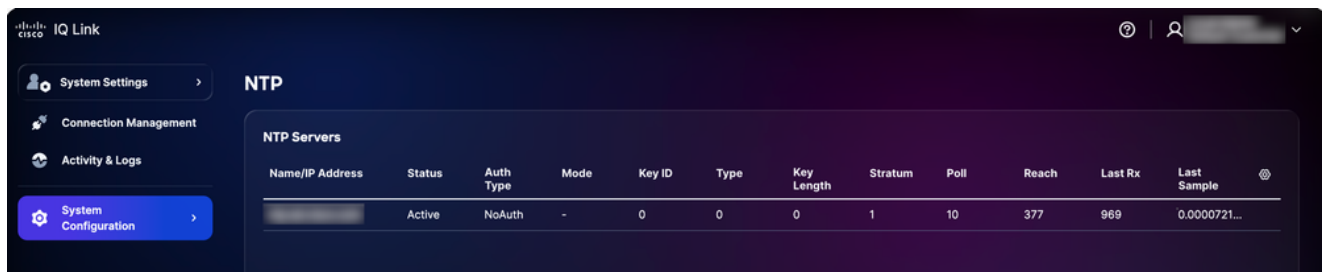 CISCO IQ Link
System Settings
NTP
Connection Management
NTP Servers
Activity & Logs
Name/IP Address Status Auth Type Mode Key ID Type Key Length Stratum Poll Reach Last Rx Last Sample
System Configuration
Active NoAuth - 0 0 0 1 10 377 969 0.0000721...